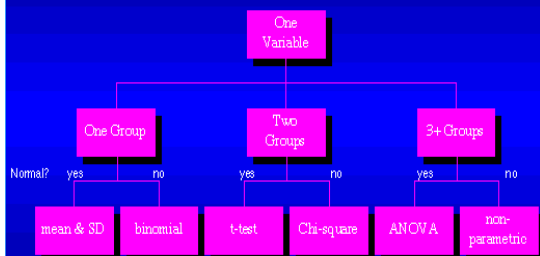 One
Variable
One Group
Two
Groups
3+ Groups
Normal? yes no yes no yes no
mean & SD
binomial
t-test
Chi-square
ANOVA
non-
parametric